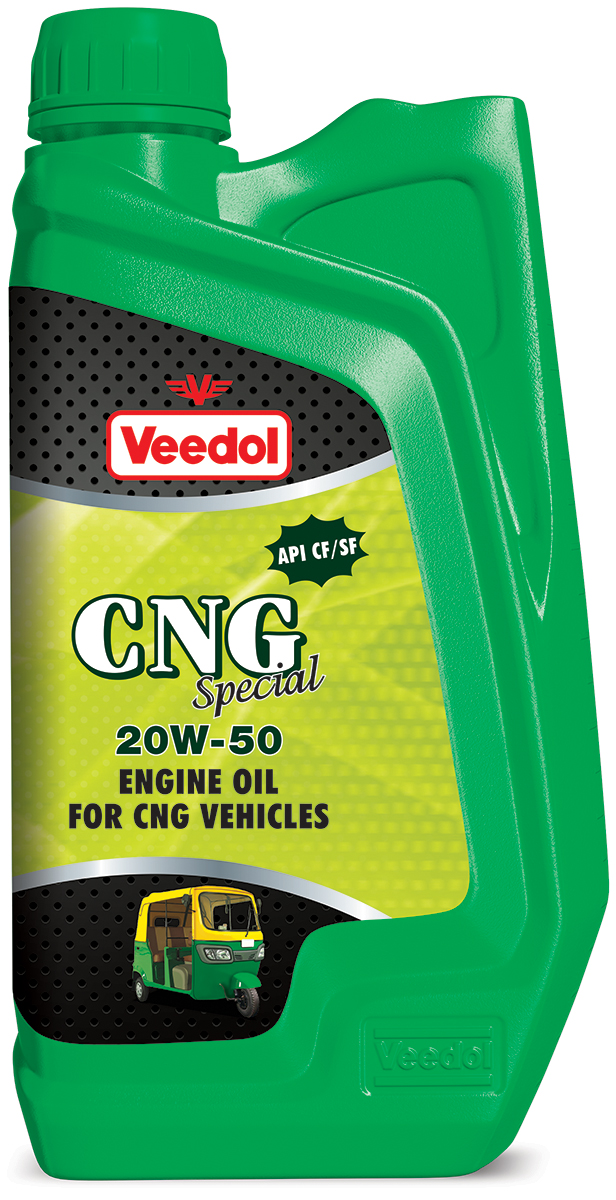 Veedol
API CF/SF
CNG
Special
20W-50
ENGINE OIL
FOR CNG VEHICLES
Veedol